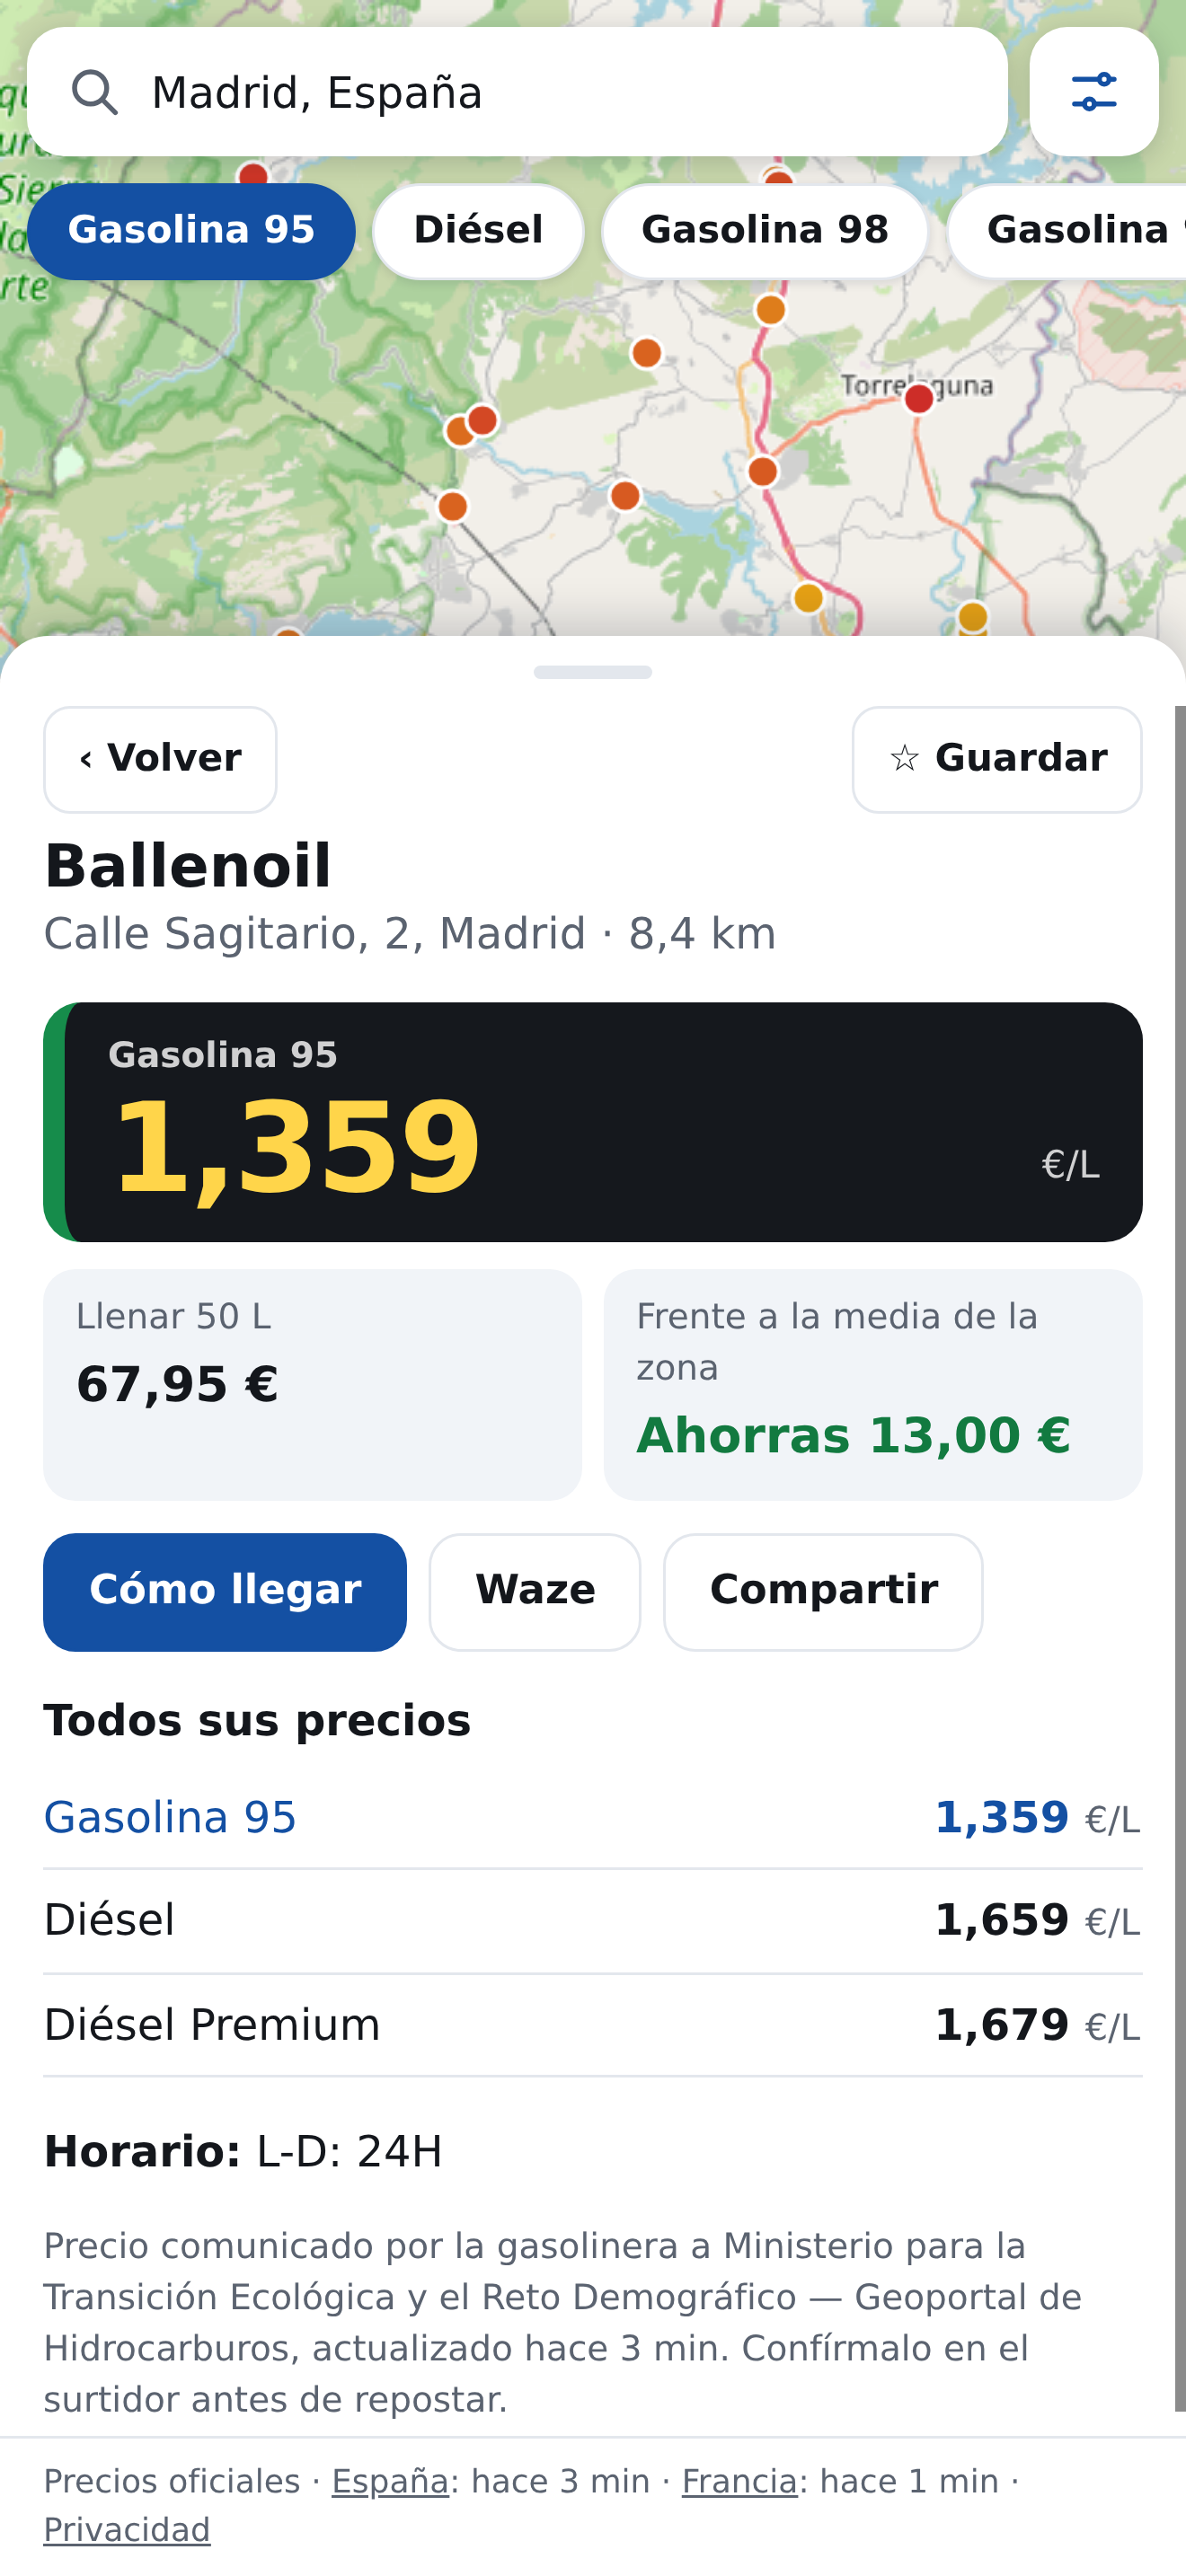 Madrid, España
Gasolina 95
Diésel
Gasolina 98
Gasolina
Torrelaguna
rte
‹ Volver
☆ Guardar
Ballenoil
Calle Sagitario, 2, Madrid · 8,4 km
Gasolina 95
1,359
€/L
Llenar 50 L
67,95 €
Frente a la media de la
zona
Ahorras 13,00 €
Cómo llegar
Waze
Compartir
Todos sus precios
Gasolina 95 1,359 €/L
Diésel 1,659 €/L
Diésel Premium 1,679 €/L
Horario: L-D: 24H
Precio comunicado por la gasolinera a Ministerio para la
Transición Ecológica y el Reto Demográfico — Geoportal de
Hidrocarburos, actualizado hace 3 min. Confírmalo en el
surtidor antes de repostar.
Precios oficiales · España: hace 3 min · Francia: hace 1 min ·
Privacidad